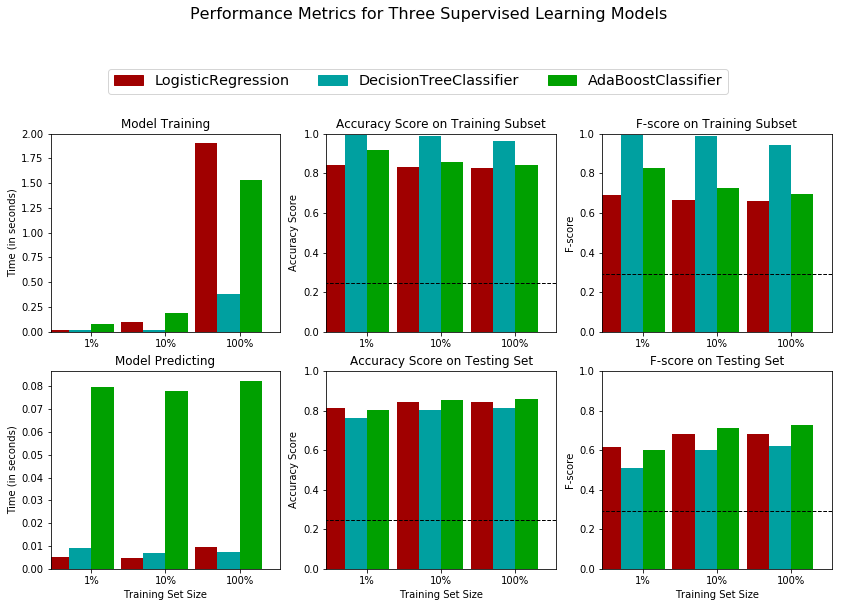 Performance Metrics for Three Supervised Learning Models
LogisticRegression DecisionTreeClassifier AdaBoostClassifier
Model Training
Time (in seconds)
2.00
1.75
1.50
1.25
1.00
0.75
0.50
0.25
0.00
1% 10% 100%
Accuracy Score on Training Subset
Accuracy Score
1.0
0.8
0.6
0.4
0.2
0.0
1% 10% 100%
F-score on Training Subset
F-score
1.0
0.8
0.6
0.4
0.2
0.0
1% 10% 100%
Model Predicting
Time (in seconds)
0.08
0.07
0.06
0.05
0.04
0.03
0.02
0.01
0.00
1% 10% 100%
Training Set Size
Accuracy Score on Testing Set
Accuracy Score
1.0
0.8
0.6
0.4
0.2
0.0
1% 10% 100%
Training Set Size
F-score on Testing Set
F-score
1.0
0.8
0.6
0.4
0.2
0.0
1% 10% 100%
Training Set Size